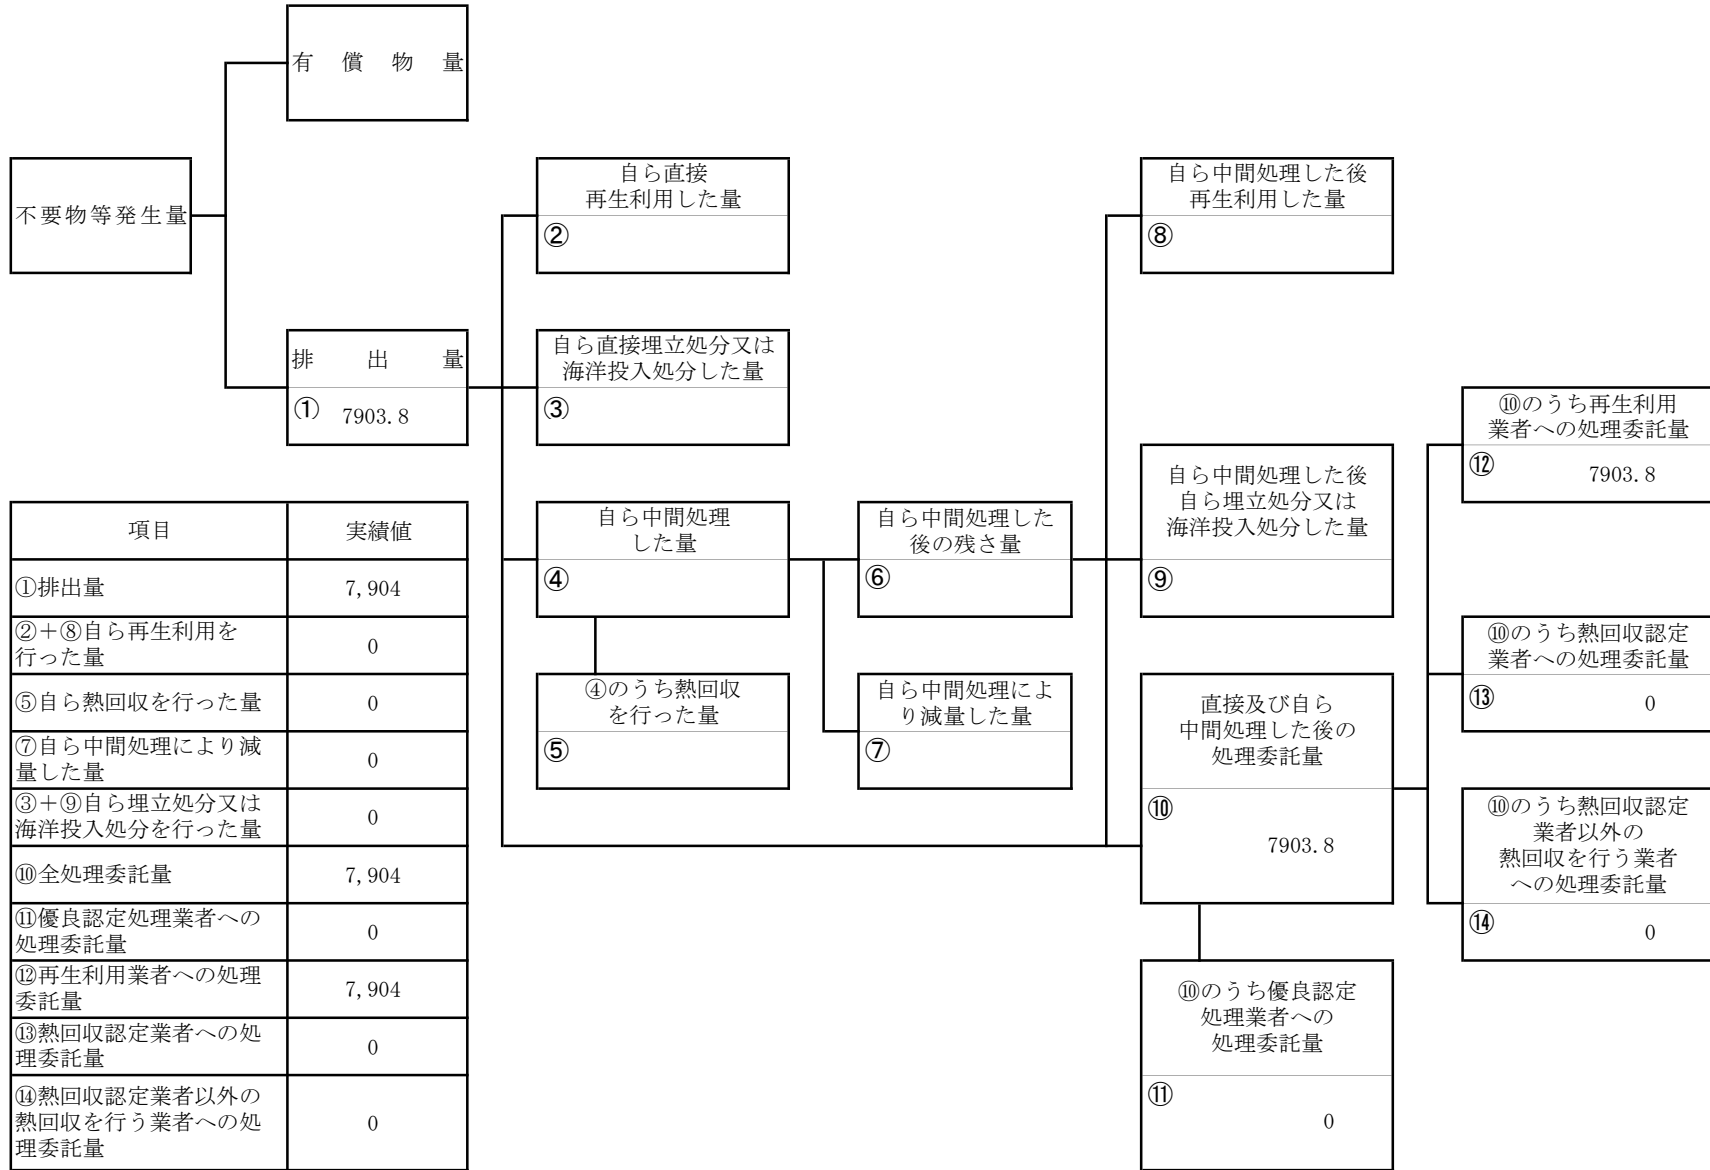 有償物量
不要物等発生量
自ら直接
再生利用した量
②
自ら中間処理した後
再生利用した量
⑧
排出量
① 7903.8
自ら直接埋立処分又は
海洋投入処分した量
③
⑩のうち再生利用
業者への処理委託量
⑫ 7903.8
自ら中間処理
した量
④
自ら中間処理した
後の残さ量
⑥
自ら中間処理した後
自ら埋立処分又は
海洋投入処分した量
⑨
⑩のうち熱回収認定
業者への処理委託量
⑬ 0
④のうち熱回収
を行った量
⑤
自ら中間処理によ
り減量した量
⑦
直接及び自ら
中間処理した後の
処理委託量
⑩
7903.8
⑩のうち熱回収認定
業者以外の
熱回収を行う業者
への処理委託量
⑭ 0
⑩のうち優良認定
処理業者への
処理委託量
⑪
0
項目 実績値
①排出量 7,904
②＋⑧自ら再生利用を
行った量 0
⑤自ら熱回収を行った量 0
⑦自ら中間処理により減
量した量 0
③＋⑨自ら埋立処分又は
海洋投入処分を行った量 0
⑩全処理委託量 7,904
⑪優良認定処理業者への
処理委託量 0
⑫再生利用業者への処理
委託量 7,904
⑬熱回収認定業者への処
理委託量 0
⑭熱回収認定業者以外の
熱回収を行う業者への処 0
理委託量